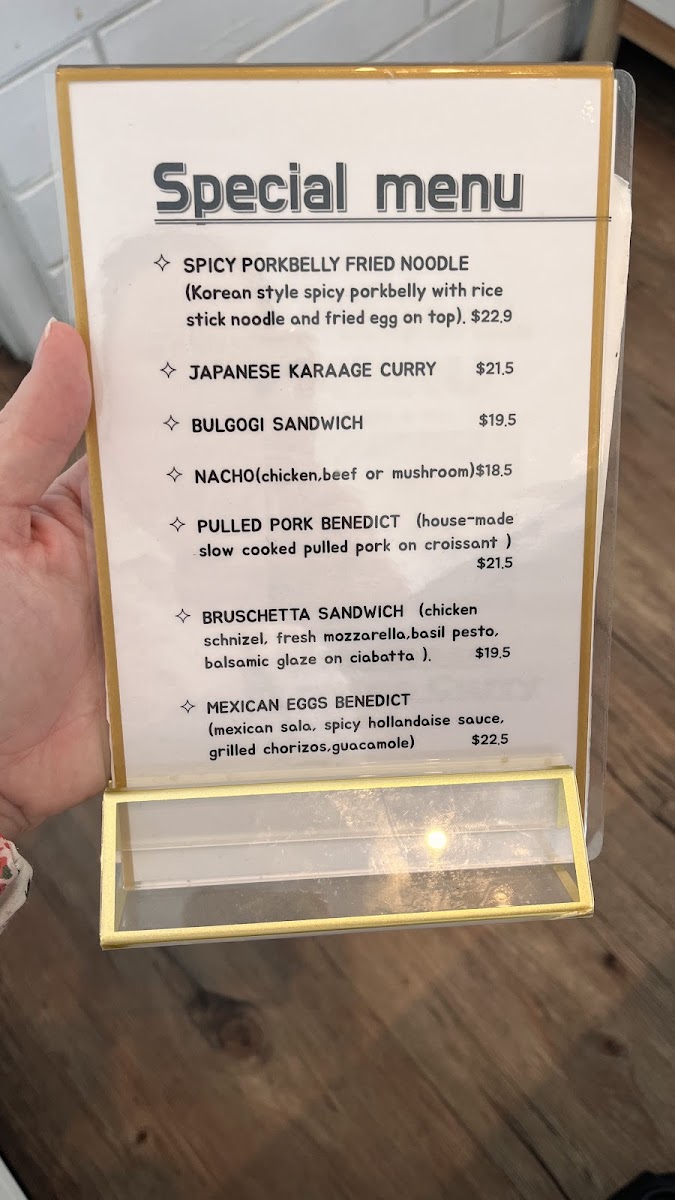 Special menu
✧ SPICY PORKBELLY FRIED NOODLE
(Korean style spicy porkbelly with rice
stick noodle and fried egg on top). $22.9
✧ JAPANESE KARAAGE CURRY $21.5
✧ BULGOGI SANDWICH $19.5
✧ NACHO(chicken,beef or mushroom)$18.5
✧ PULLED PORK BENEDICT (house-made
slow cooked pulled pork on croissant )
$21.5
✧ BRUSCHETTA SANDWICH (chicken
schnizel, fresh mozzarella,basil pesto,
balsamic glaze on ciabatta ). $19.5
✧ MEXICAN EGGS BENEDICT
(mexican sala, spicy hollandaise sauce,
grilled chorizos,guacamole) $22.5